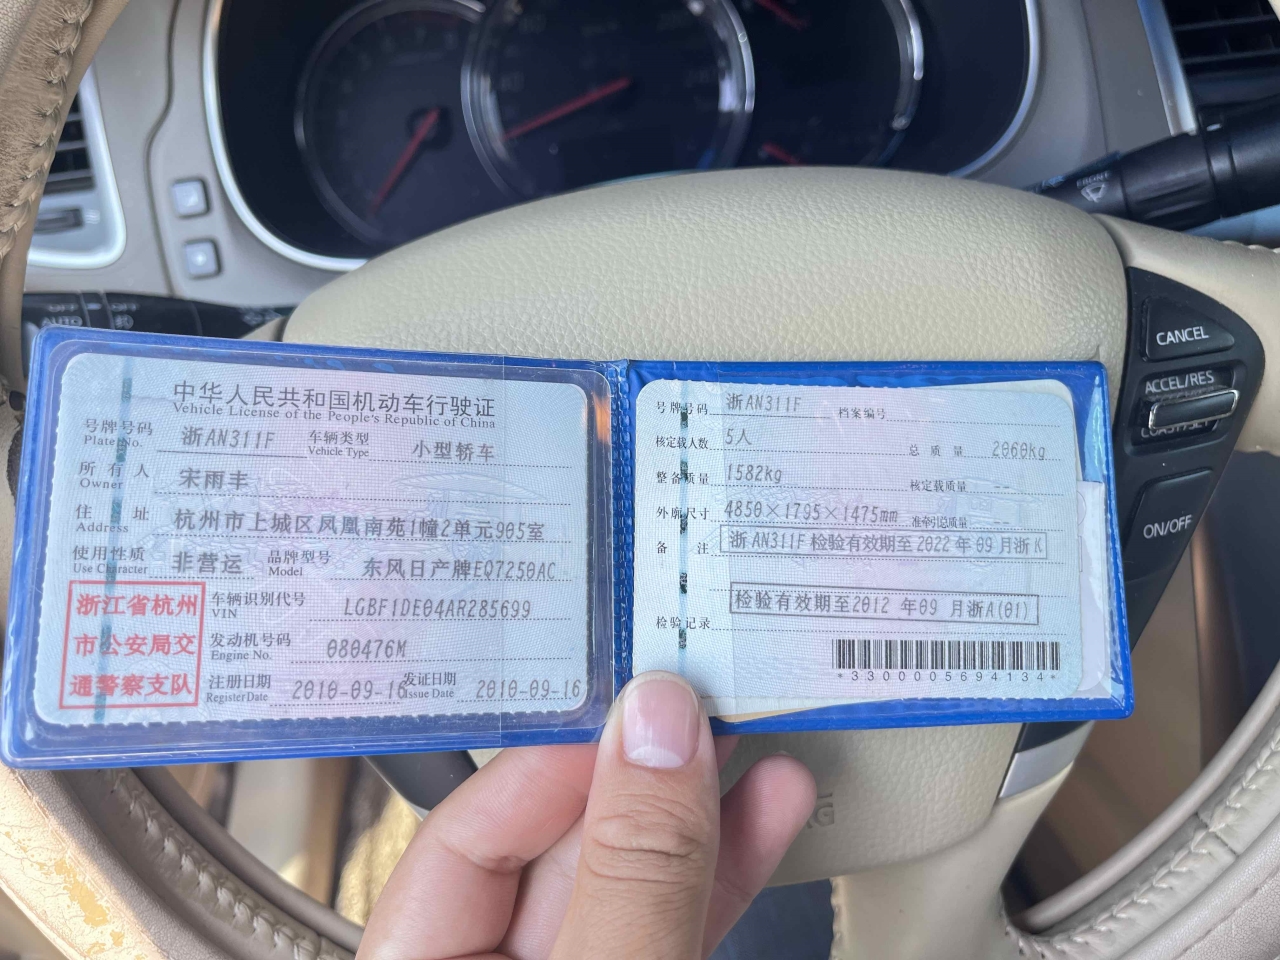 中华人民共和国机动车行驶证
Vehicle License of the People's Republic of China
号牌号码 浙AN311F 车辆类型 小型轿车
Plate No. Vehicle Type
所有人 宋雨丰
Owner
住址 杭州市上城区凤凰南苑1幢2单元905室
Address
使用性质 非营运 品牌型号 东风日产牌EQ7250AC
Use Character Model
浙江省杭州
市公安局交
通警察支队
车辆识别代号 LGBF1DE04AR285699
VIN
发动机号码 080476M
Engine No.
注册日期 2010-09-16 发证日期 2010-09-16
Register Date Issue Date
号牌号码 浙AN311F 档案编号
核定载人数 5人 总质量 2060kg
整备质量 1582kg 核定载质量 --
外廓尺寸 4850×1795×1475mm 准牵引总质量 --
备注 浙AN311F 检验有效期至2022年09月浙K
检验有效期至2012 年09 月浙A(01)
检验记录
*3300005694134*
CANCEL
ACCEL/RES
COAST/SET
ON/OFF
FRONT
OFF
OFF
AUTO